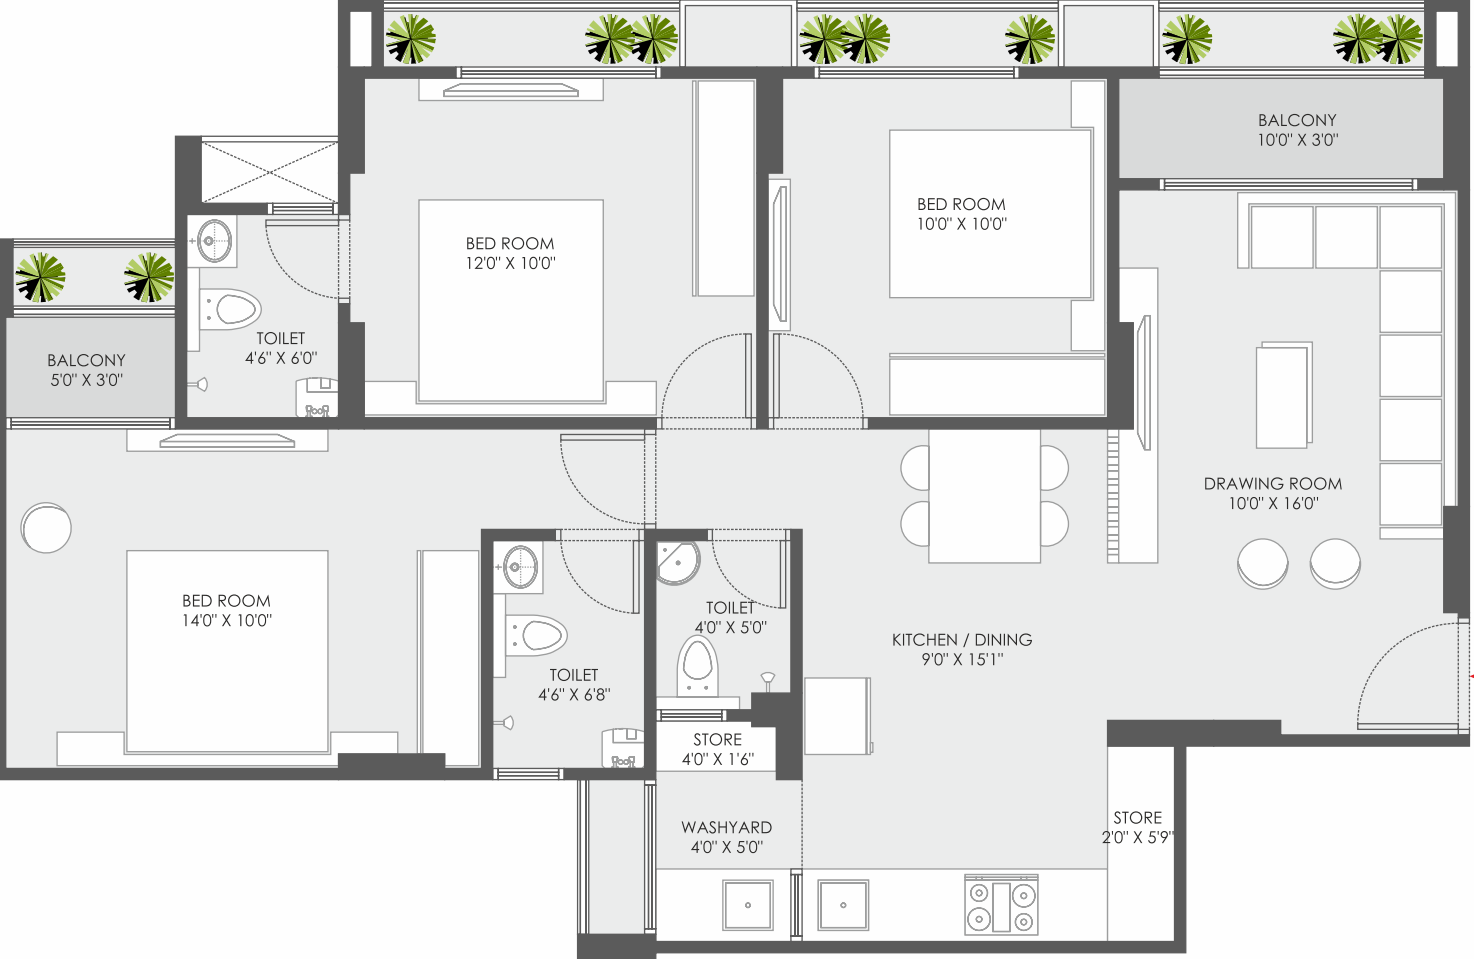 BALCONY
10'0" X 3'0"
BED ROOM
10'0" X 10'0"
BED ROOM
12'0" X 10'0"
TOILET
4'6" X 6'0"
BALCONY
5'0" X 3'0"
DRAWING ROOM
10'0" X 16'0"
BED ROOM
14'0" X 10'0"
TOILET
4'0" X 5'0"
KITCHEN / DINING
9'0" X 15'1"
TOILET
4'6" X 6'8"
STORE
4'0" X 1'6"
STORE
2'0" X 5'9"
WASHYARD
4'0" X 5'0"